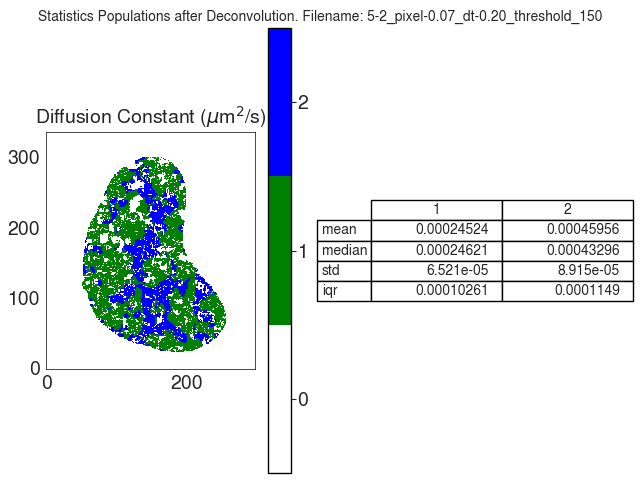 Statistics Populations after Deconvolution. Filename: 5-2_pixel-0.07_dt-0.20_threshold_150
Diffusion Constant (μm²/s)
300
200
100
0
0 200
2
1
0
1 2
mean 0.00024524 0.00045956
median 0.00024621 0.00043296
std 6.521e-05 8.915e-05
iqr 0.00010261 0.0001149